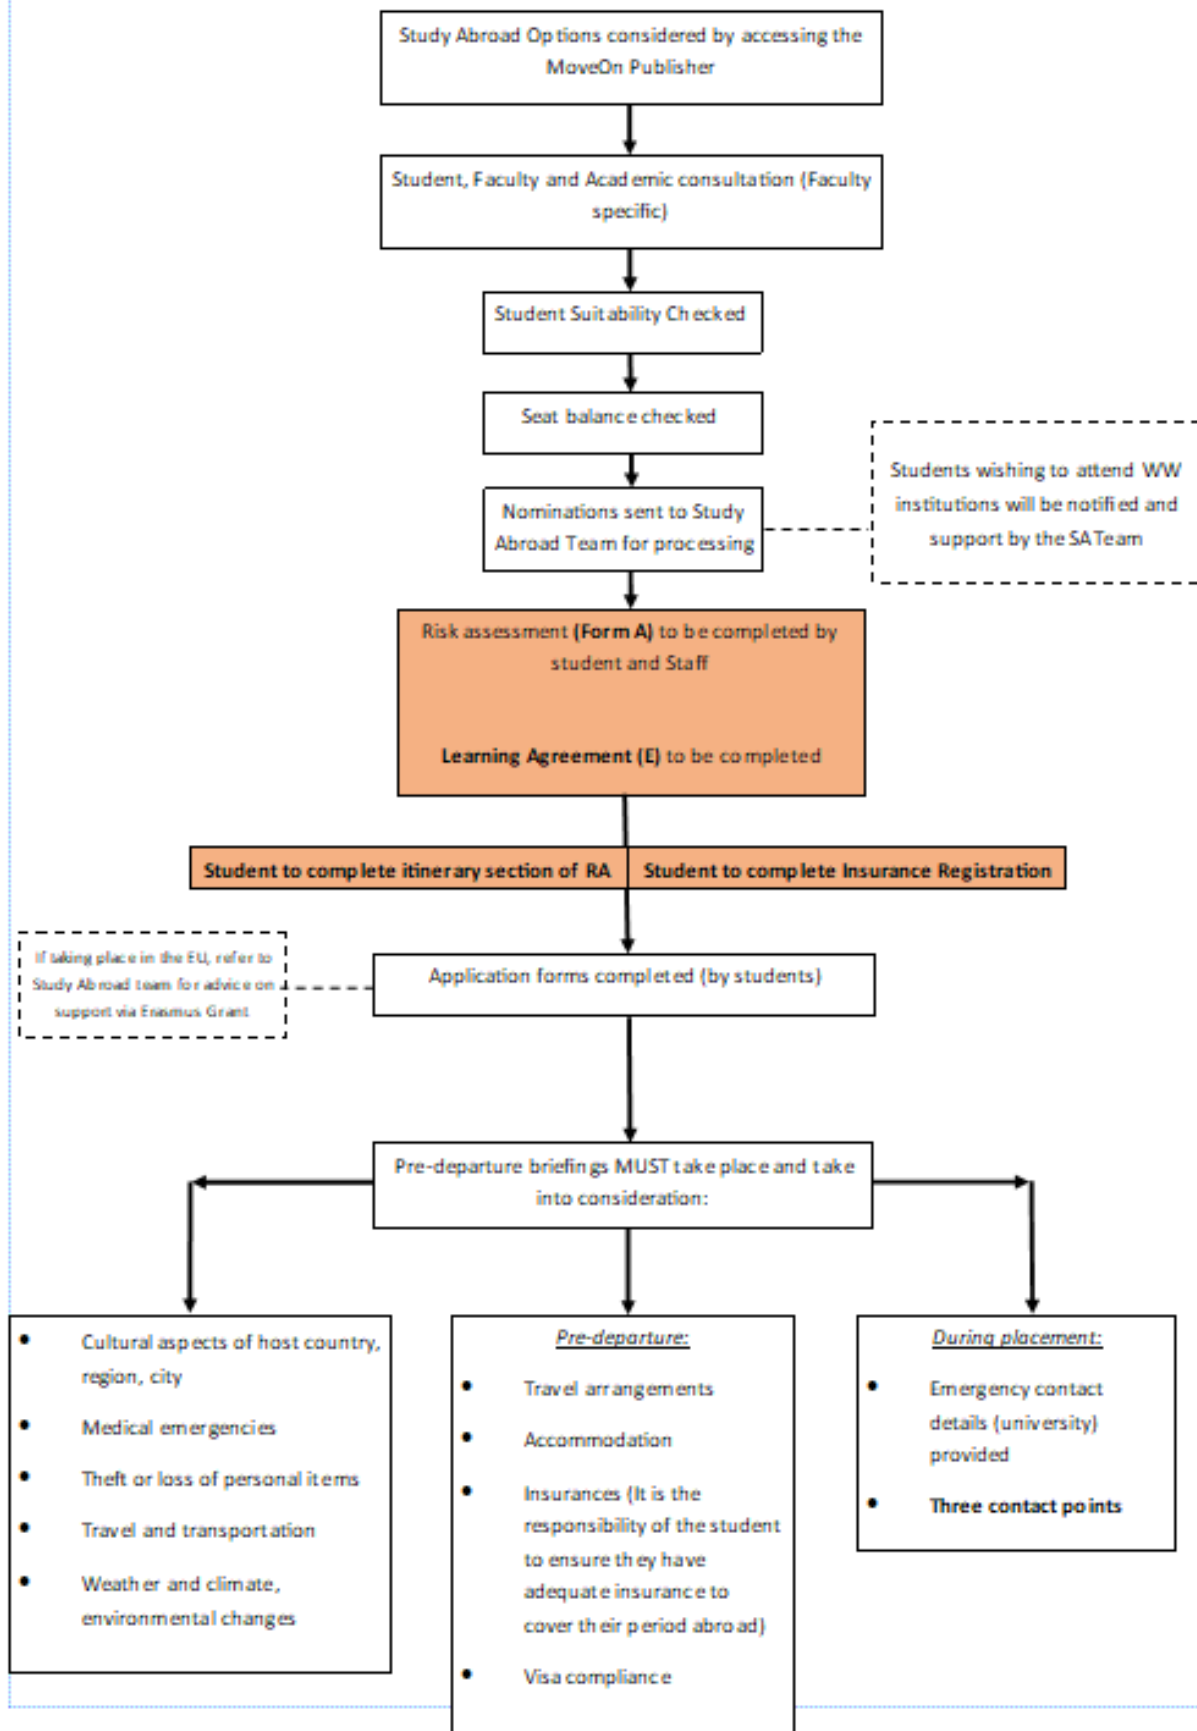 Study Abroad Options considered by accessing the
MoveOn Publisher
Student, Faculty and Academic consultation (Faculty
specific)
Student Suitability Checked
Seat balance checked
Nominations sent to Study
Abroad Team for processing
Students wishing to attend WW
institutions will be notified and
support by the SATeam
Risk assessment (Form A) to be completed by
student and Staff
Learning Agreement (E) to be completed
Student to complete itinerary section of RA
Student to complete Insurance Registration
If taking place in the EU, refer to
Study Abroad team for advice on
support via Erasmus Grant
Application forms completed (by students)
Pre-departure briefings MUST take place and take
into consideration:
• Cultural aspects of host country,
region, city
• Medical emergencies
• Theft or loss of personal items
• Travel and transportation
• Weather and climate,
environmental changes
Pre-departure:
• Travel arrangements
• Accommodation
• Insurances (It is the
responsibility of the student
to ensure they have
adequate insurance to
cover their period abroad)
• Visa compliance
During placement:
• Emergency contact
details (university)
provided
• Three contact points